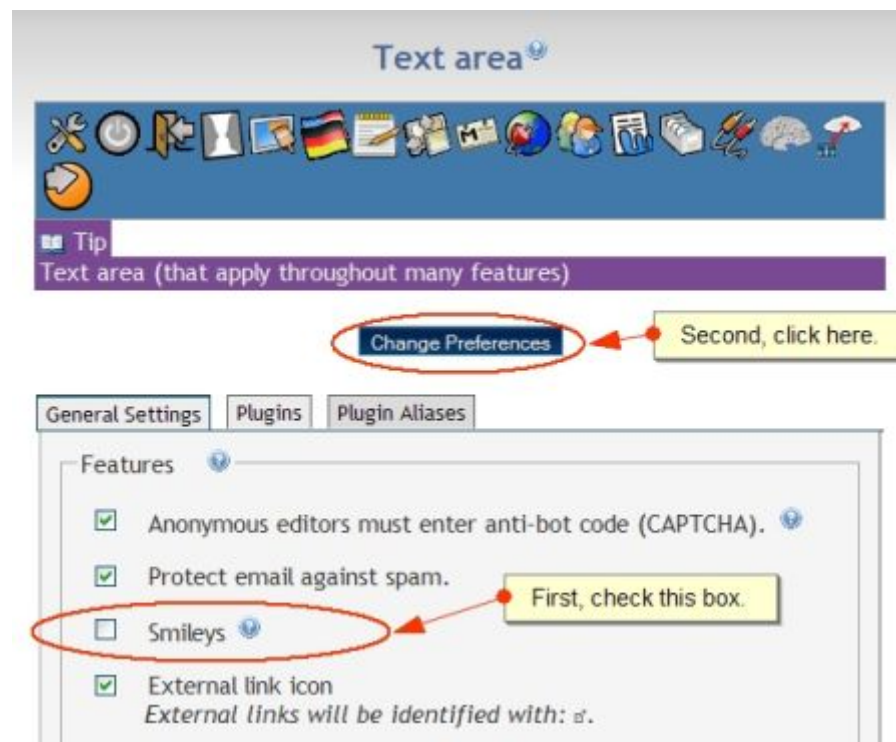 Text area
Tip
Text area (that apply throughout many features)
Change Preferences
Second, click here.
General Settings
Plugins
Plugin Aliases
Features
Anonymous editors must enter anti-bot code (CAPTCHA).
Protect email against spam.
First, check this box.
Smileys
External link icon
External links will be identified with: .